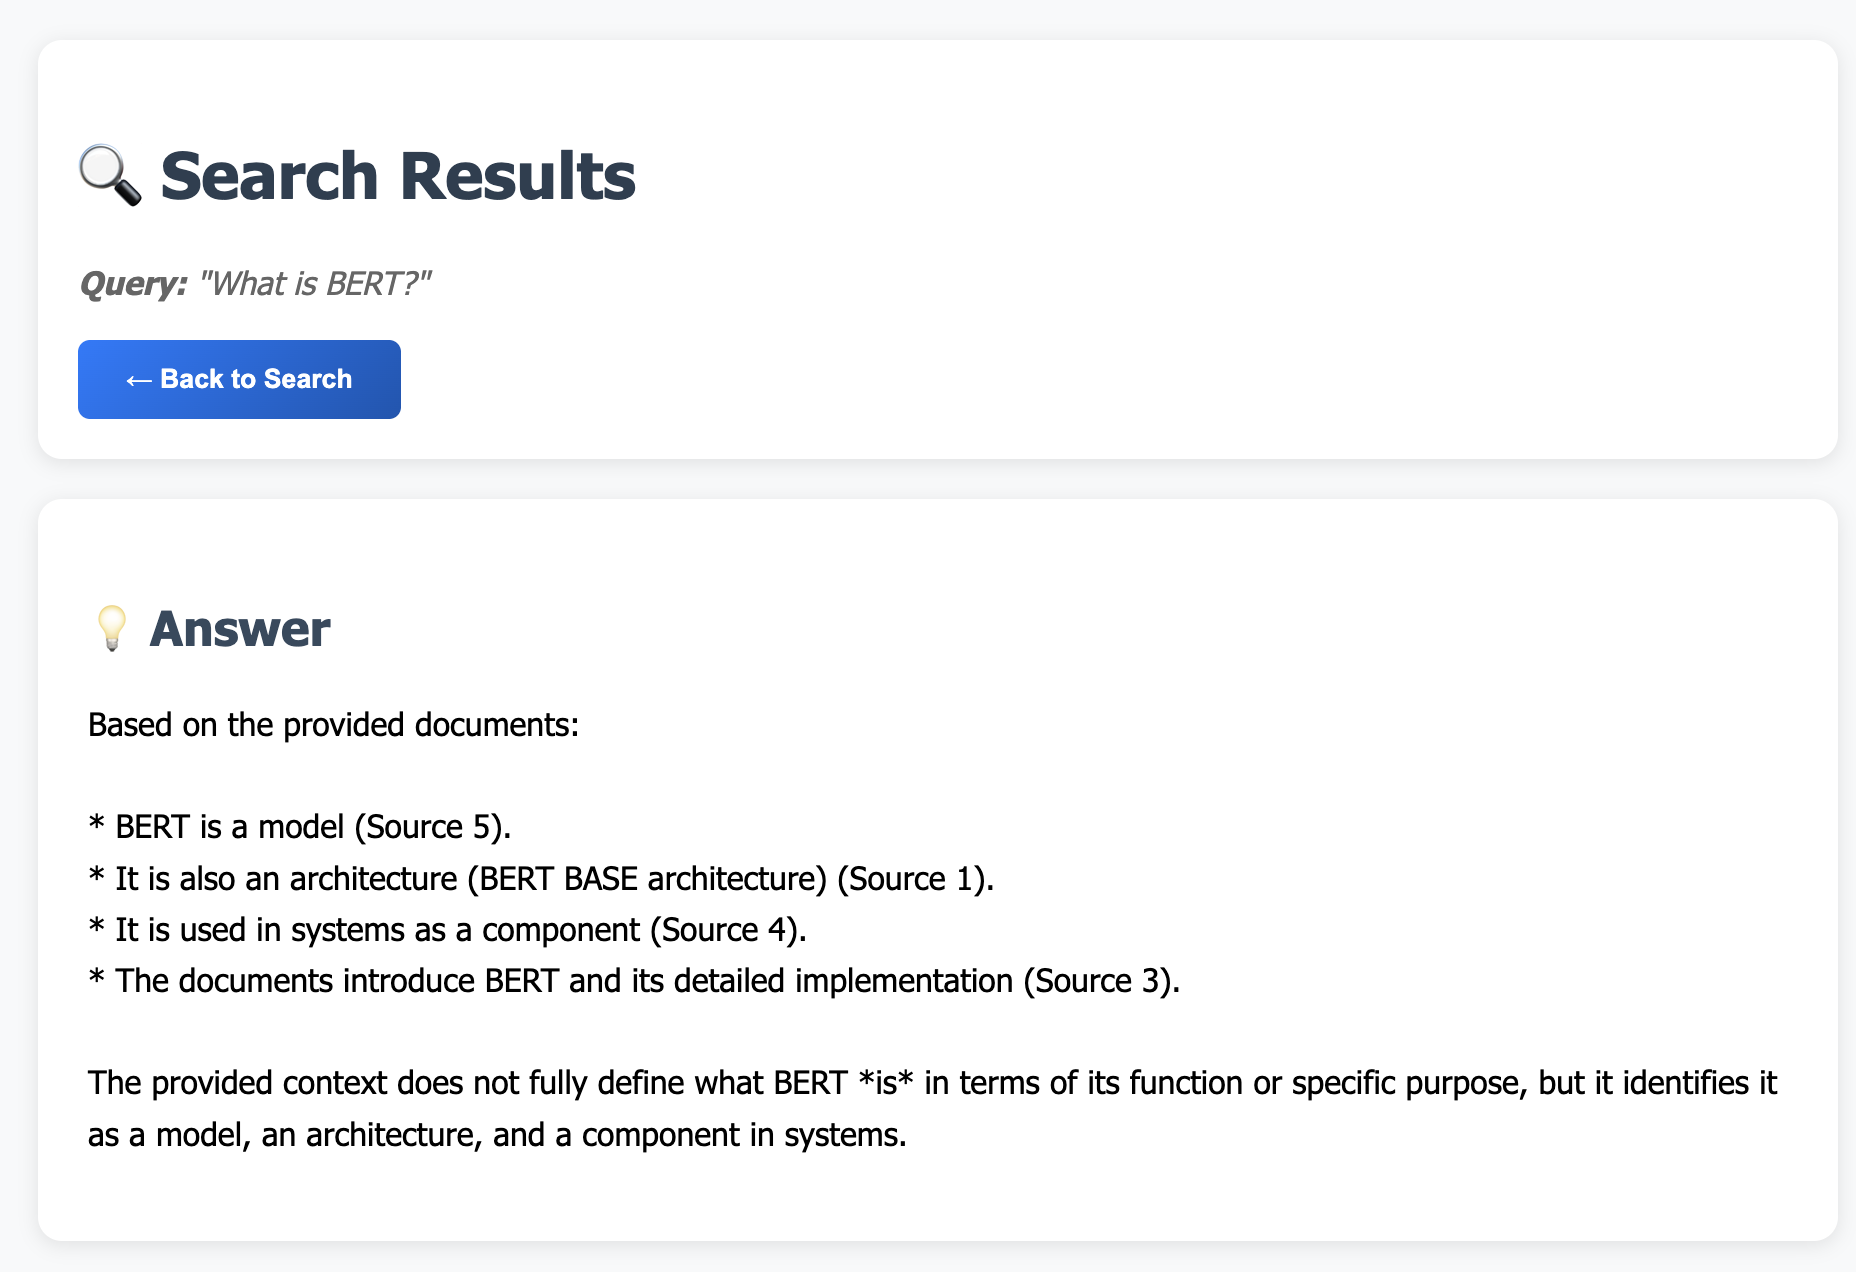 🔍 Search Results
Query: "What is BERT?"
← Back to Search
💡 Answer
Based on the provided documents:
* BERT is a model (Source 5).
* It is also an architecture (BERT BASE architecture) (Source 1).
* It is used in systems as a component (Source 4).
* The documents introduce BERT and its detailed implementation (Source 3).
The provided context does not fully define what BERT *is* in terms of its function or specific purpose, but it identifies it
as a model, an architecture, and a component in systems.